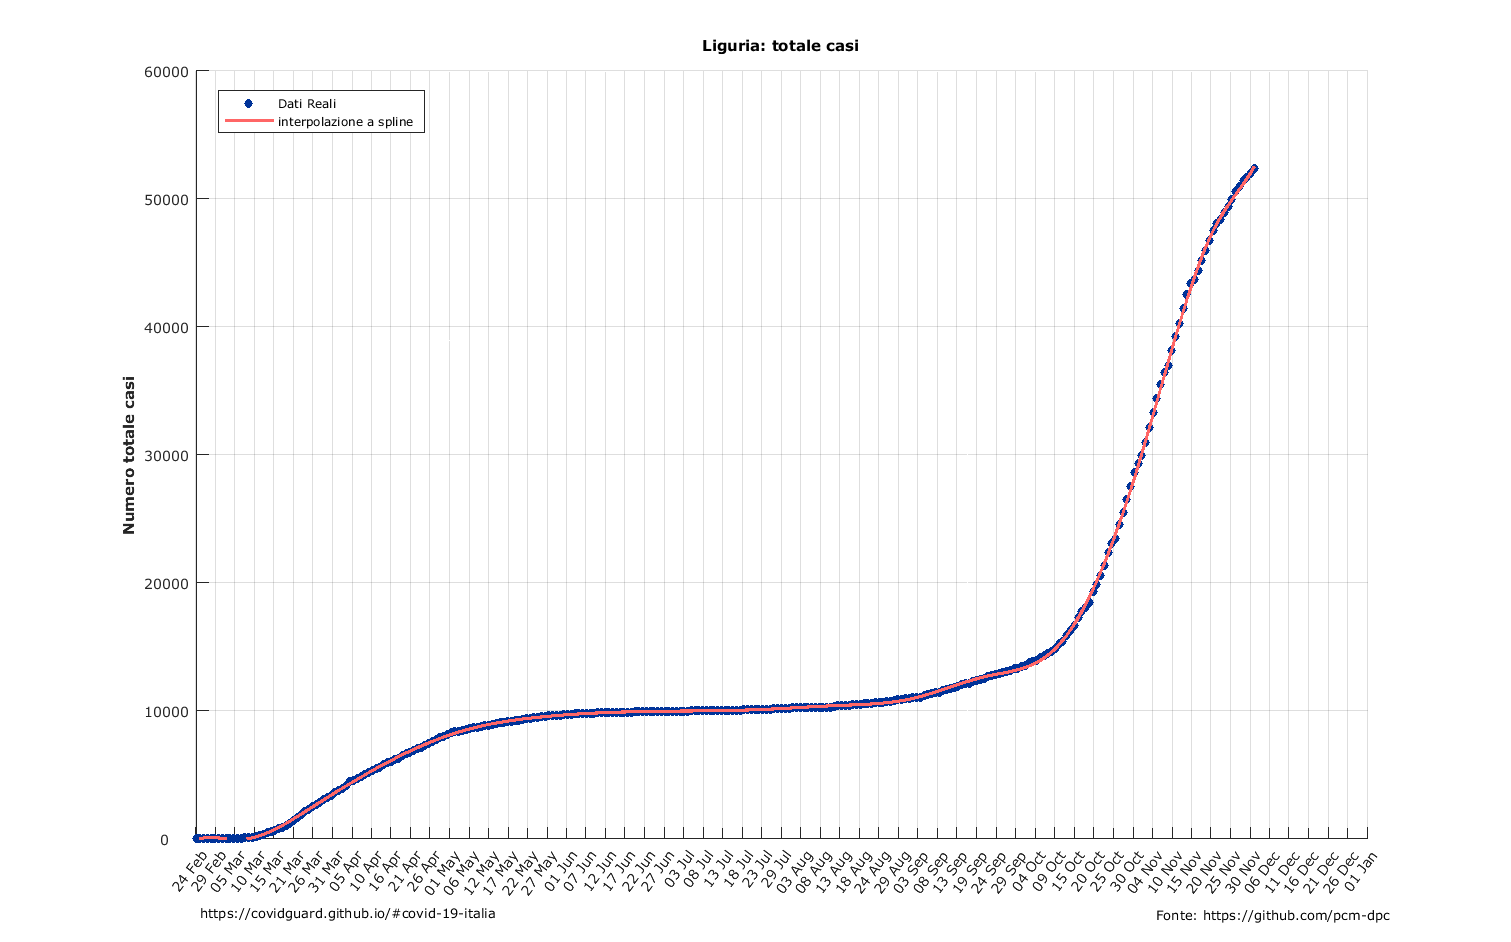 Liguria: totale casi
60000
50000
40000
30000
20000
10000
0
Dati Reali
interpolazione a spline
Numero totale casi
24 Feb
29 Feb
05 Mar
10 Mar
15 Mar
21 Mar
26 Mar
31 Mar
05 Apr
10 Apr
16 Apr
21 Apr
26 Apr
01 May
06 May
12 May
17 May
22 May
27 May
01 Jun
07 Jun
12 Jun
17 Jun
22 Jun
27 Jun
03 Jul
08 Jul
13 Jul
18 Jul
23 Jul
29 Jul
03 Aug
08 Aug
13 Aug
18 Aug
24 Aug
29 Aug
03 Sep
08 Sep
13 Sep
19 Sep
24 Sep
29 Sep
04 Oct
09 Oct
15 Oct
20 Oct
25 Oct
30 Oct
04 Nov
10 Nov
15 Nov
20 Nov
25 Nov
30 Nov
06 Dec
11 Dec
16 Dec
21 Dec
26 Dec
01 Jan
https://covidguard.github.io/#covid-19-italia
Fonte: https://github.com/pcm-dpc